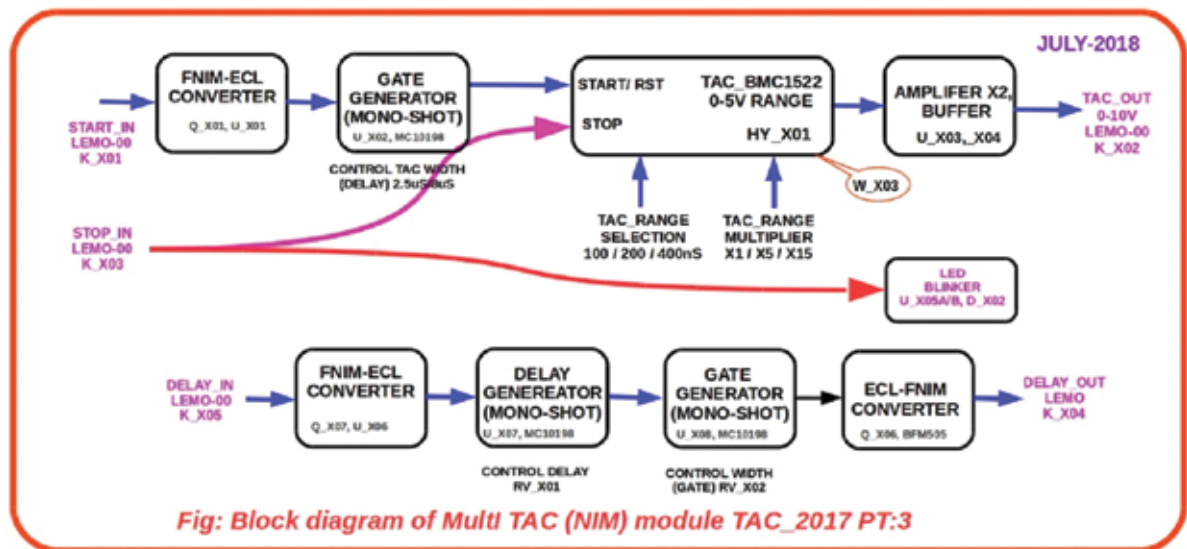 JULY-2018
FNIM-ECL
CONVERTER
Q_X01, U_X01
GATE
GENERATOR
(MONO-SHOT)
U_X02, MC10198
START/ RST
STOP
TAC_BMC1522
0-5V RANGE
HY_X01
AMPLIFER X2,
BUFFER
U_X03,_X04
TAC_OUT
0-10V
LEMO-00
K_X02
START_IN
LEMO-00
K_X01
CONTROL TAC WIDTH
(DELAY) 2.5uS/8uS
W_X03
STOP_IN
LEMO-00
K_X03
TAC_RANGE
SELECTION
100 / 200 / 400nS
TAC_RANGE
MULTIPLIER
X1 / X5 / X15
LED
BLINKER
U_X05A/B, D_X02
DELAY_IN
LEMO-00
K_X05
FNIM-ECL
CONVERTER
Q_X07, U_X06
DELAY
GENEREATOR
(MONO-SHOT)
U_X07, MC10198
GATE
GENERATOR
(MONO-SHOT)
U_X08, MC10198
ECL-FNIM
CONVERTER
Q_X06, BFM505
DELAY_OUT
LEMO
K_X04
CONTROL DELAY
RV_X01
CONTROL WIDTH
(GATE) RV_X02
Fig: Block diagram of MultI TAC (NIM) module TAC_2017 PT:3